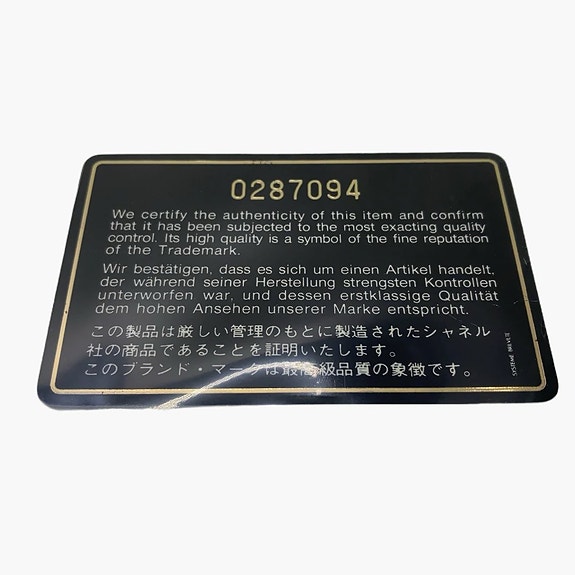 0287094
We certify the authenticity of this item and confirm
that it has been subjected to the most exacting quality
control. Its high quality is a symbol of the fine reputation
of the Trademark.
Wir bestätigen, dass es sich um einen Artikel handelt,
der während seiner Herstellung strengsten Kontrollen
unterworfen war, und dessen erstklassige Qualität
dem hohen Ansehen unserer Marke entspricht.
この製品は厳しい管理のもとに製造されたシャネル
社の商品であることを証明いたします。
このブランド・マークは最高級品質の象徴です。
SYSTEME BREVETE